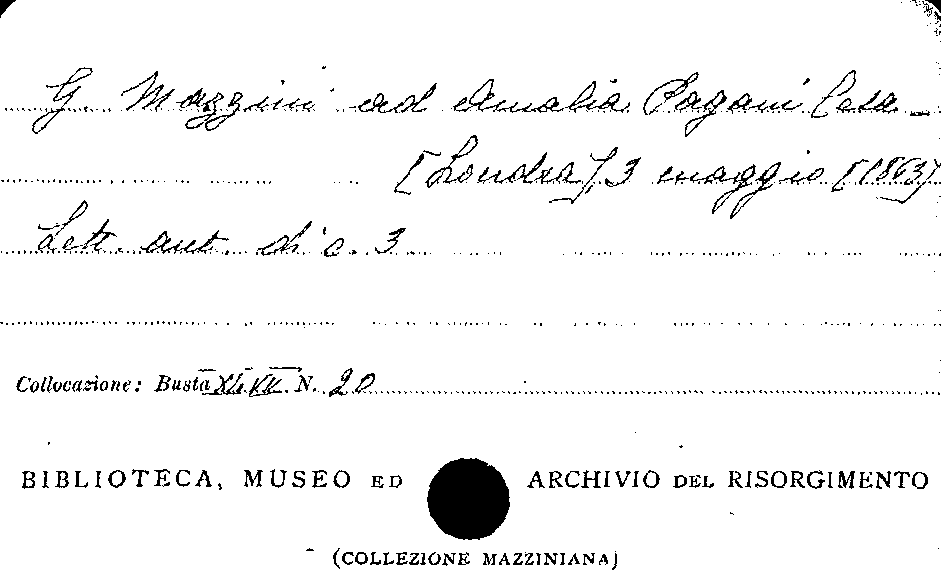 G. Mazzini ad Amalia Pagani Cesa
[Londra], 3 maggio [1863]
Lett. aut. di c. 3.
Collocazione: Busta N. 20
BIBLIOTECA, MUSEO ED ARCHIVIO DEL RISORGIMENTO
(COLLEZIONE MAZZINIANA)